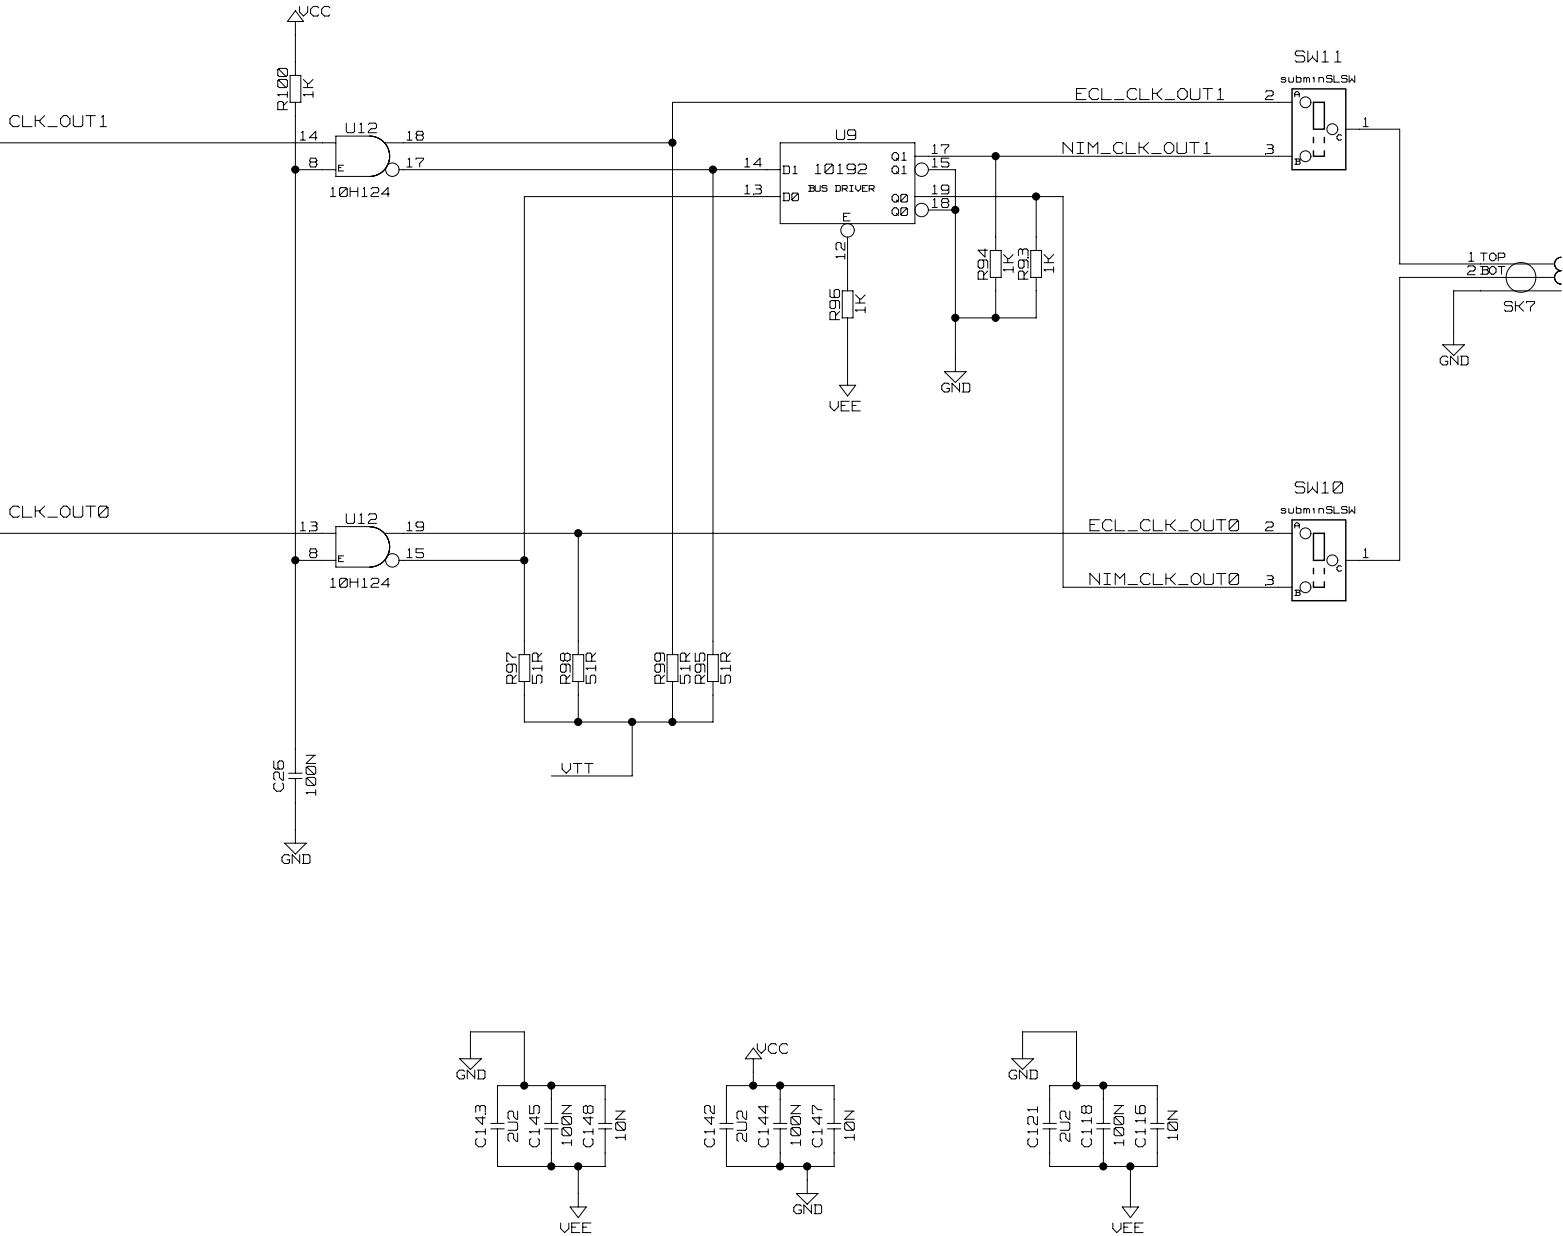 VCC
R100
1K
CLK_OUT1
14
8
E
U12
10H124
18
17
14
13
U9
D1
D0
10192
BUS DRIVER
E
Q1
Q1
Q0
Q0
17
15
19
18
12
R96
1K
VEE
R94
1K
R93
1K
GND
ECL_CLK_OUT1
2
NIM_CLK_OUT1
3
SW11
subminSLSW
A
B
C
1
1 TOP
2 BOT
SK7
GND
CLK_OUT0
13
8
E
U12
10H124
19
15
ECL_CLK_OUT0
2
NIM_CLK_OUT0
3
SW10
subminSLSW
A
B
C
1
R97
51R
R98
51R
R99
51R
R95
51R
VTT
C26
100N
GND
GND
C143
2U2
C145
100N
C148
10N
VEE
VCC
C142
2U2
C144
100N
C147
10N
GND
GND
C121
2U2
C118
100N
C116
10N
VEE